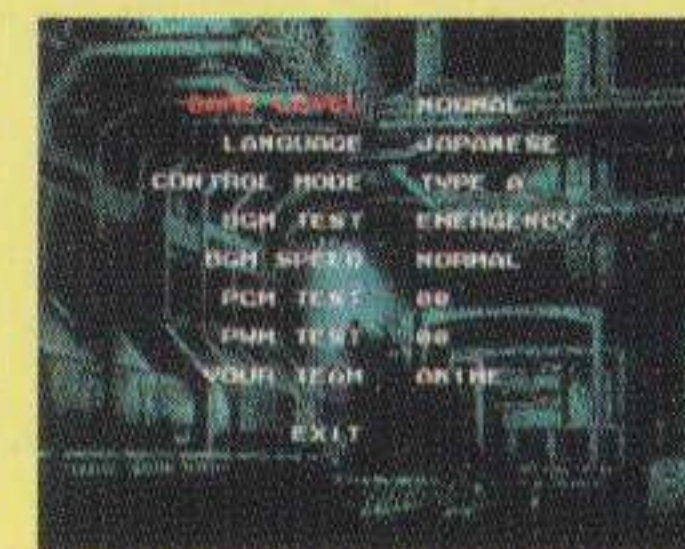 GAME LEVEL NORMAL
LANGUAGE JAPANESE
CONTROL MODE TYPE A
BGM TEST EMERGENCY
BGM SPEED NORMAL
PCM TEST 00
PWM TEST 00
YOUR TEAM
EXIT